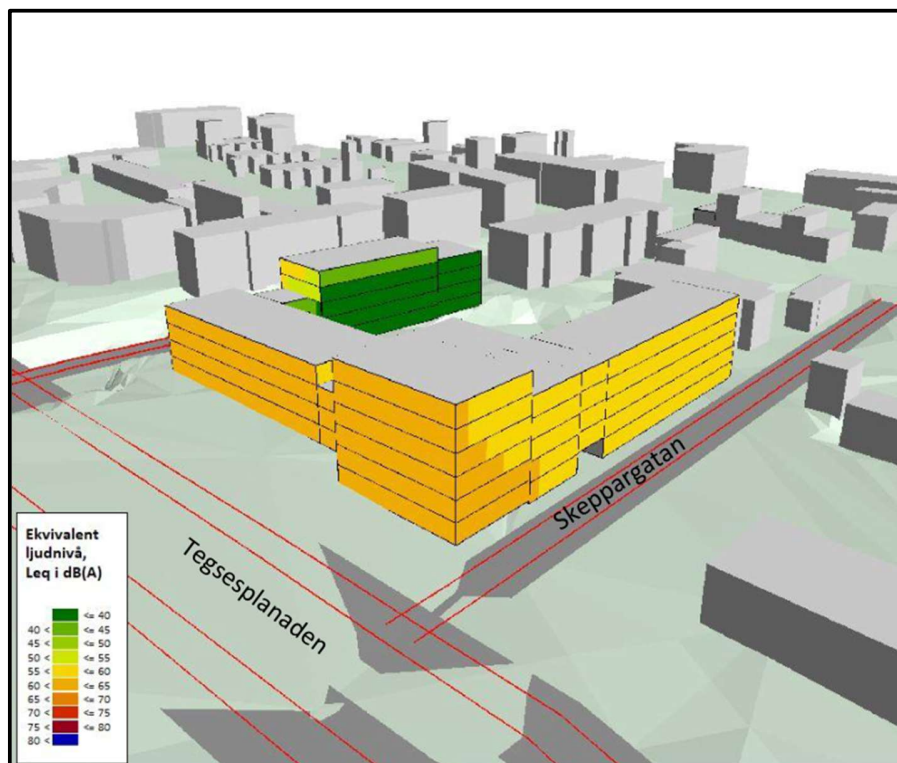 Skeppargatan
Tegsesplanaden
Ekvivalent
ljudnivå,
Leq i dB(A)
<= 40
40 < <= 45
45 < <= 50
50 < <= 55
55 < <= 60
60 < <= 65
65 < <= 70
70 < <= 75
75 < <= 80
80 <